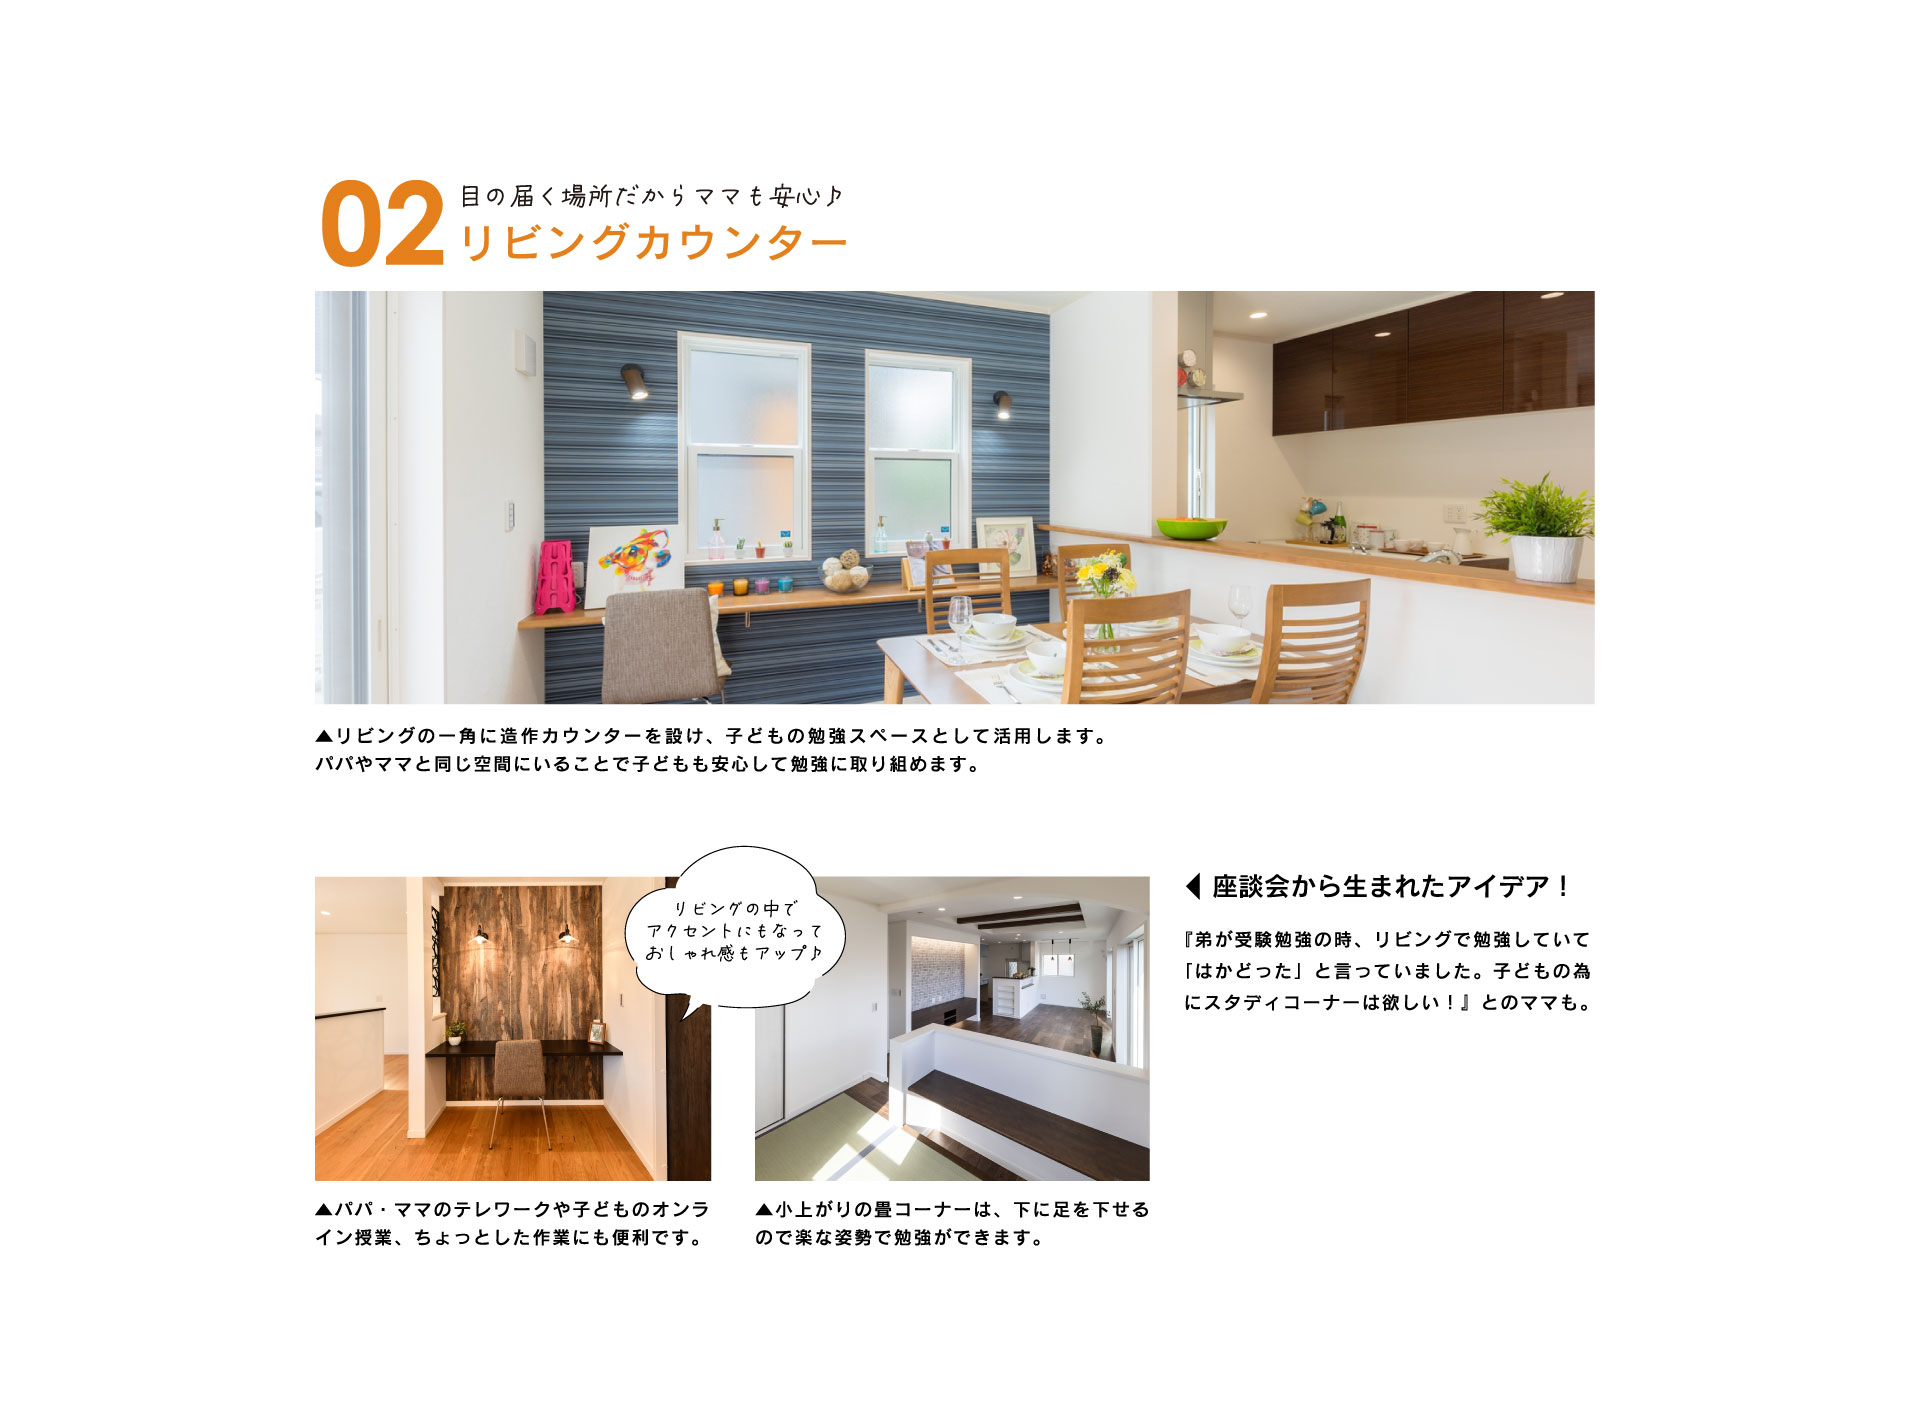 02
目の届く場所だからママも安心♪
リビングカウンター
▲リビングの一角に造作カウンターを設け、子どもの勉強スペースとして活用します。
パパやママと同じ空間にいることで子どもも安心して勉強に取り組めます。
リビングの中で
アクセントにもなって
おしゃれ感もアップ♪
▲パパ・ママのテレワークや子どものオンラ
イン授業、ちょっとした作業にも便利です。
▲小上がりの畳コーナーは、下に足を下せる
ので楽な姿勢で勉強ができます。
◀座談会から生まれたアイデア！
『弟が受験勉強の時、リビングで勉強していて
「はかどった」と言っていました。子どもの為
にスタディコーナーは欲しい！』とのママも。